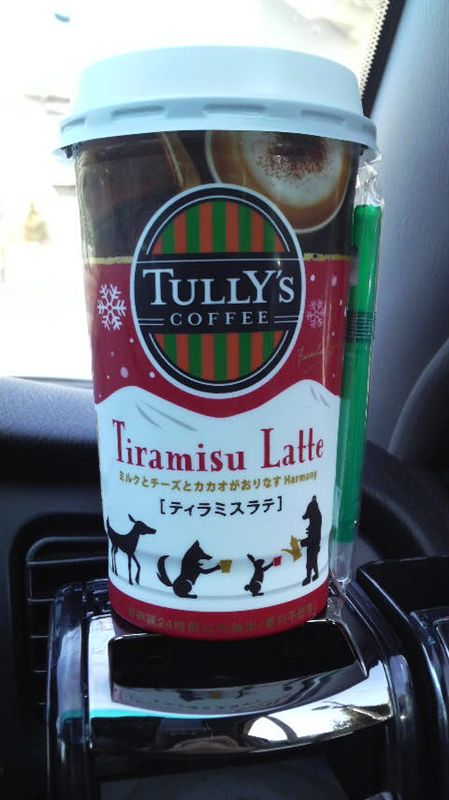 TULLY's
COFFEE
Tiramisu Latte
ミルクとチーズとカカオがおりなすHarmony
[ティラミスラテ]